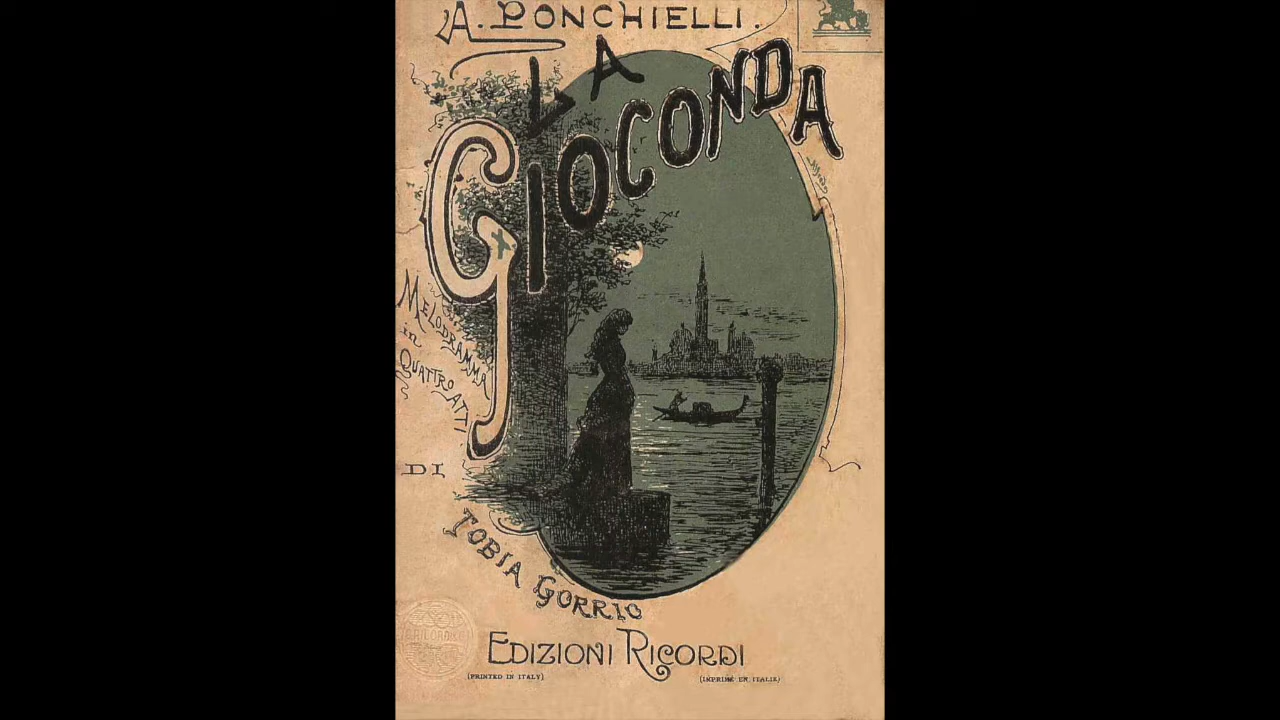 A. PONCHIELLI.
LA
GIOCONDA
MELODRAMMA
in
QUATTRO ATTI
DI
TOBIA GORRIO
EDIZIONI RICORDI
(PRINTED IN ITALY)
(IMPRIMÉ EN ITALIE)